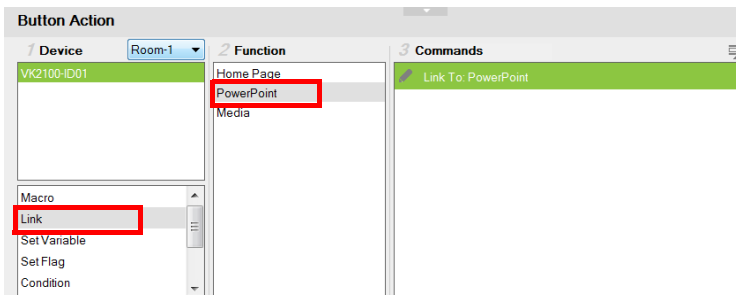 Button Action
1 Device
Room-1
2 Function
3 Commands
VK2100-ID01
Home Page
PowerPoint
Media
Link To: PowerPoint
Macro
Link
Set Variable
Set Flag
Condition